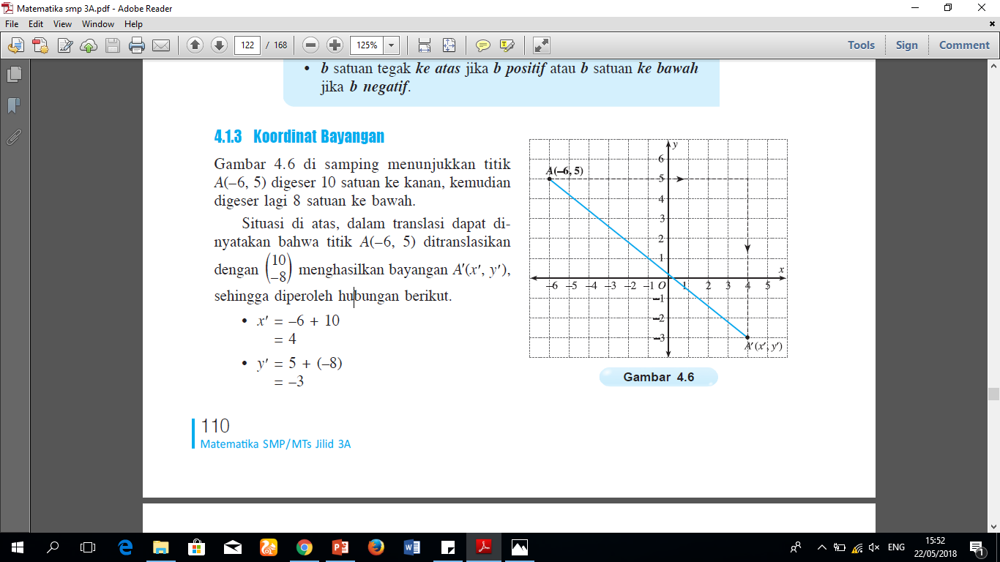 Matematika smp 3A.pdf - Adobe Reader
File Edit View Window Help
122 / 168 125% Tools Sign Comment
• b satuan tegak ke atas jika b positif atau b satuan ke bawah
jika b negatif.
4.1.3 Koordinat Bayangan
Gambar 4.6 di samping menunjukkan titik
A(–6, 5) digeser 10 satuan ke kanan, kemudian
digeser lagi 8 satuan ke bawah.
Situasi di atas, dalam translasi dapat di-
nyatakan bahwa titik A(–6, 5) ditranslasikan
dengan (10 –8) menghasilkan bayangan A′(x′, y′),
sehingga diperoleh hubungan berikut.
• x′ = –6 + 10
= 4
• y′ = 5 + (–8)
= –3
y
6
A(–6, 5)
5
4
3
2
1
x
–6 –5 –4 –3 –2 –1 O 1 2 3 4 5
–1
–2
–3
A′(x′, y′)
Gambar 4.6
110
Matematika SMP/MTs Jilid 3A
ENG
15:52
22/05/2018
1